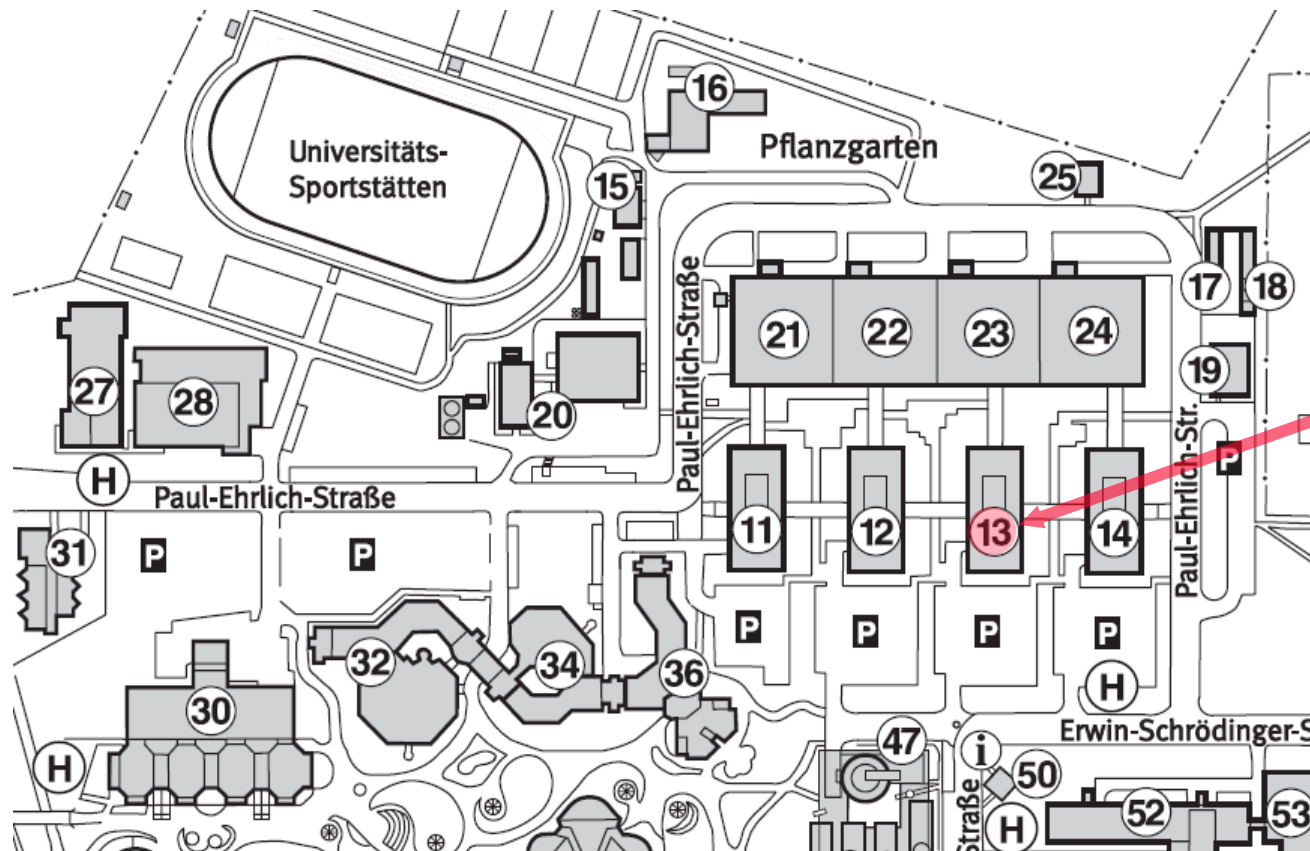 16
Pflanzgarten
Universitäts-
Sportstätten
15
25
17
18
Paul-Ehrlich-Straße
21
22
23
24
19
27
28
20
Paul-Ehrlich-Str.
P
H
Paul-Ehrlich-Straße
11
12
13
14
31
P
P
P
P
P
P
32
34
36
H
30
Erwin-Schrödinger-S
47
H
i
50
52
53
H
Straße